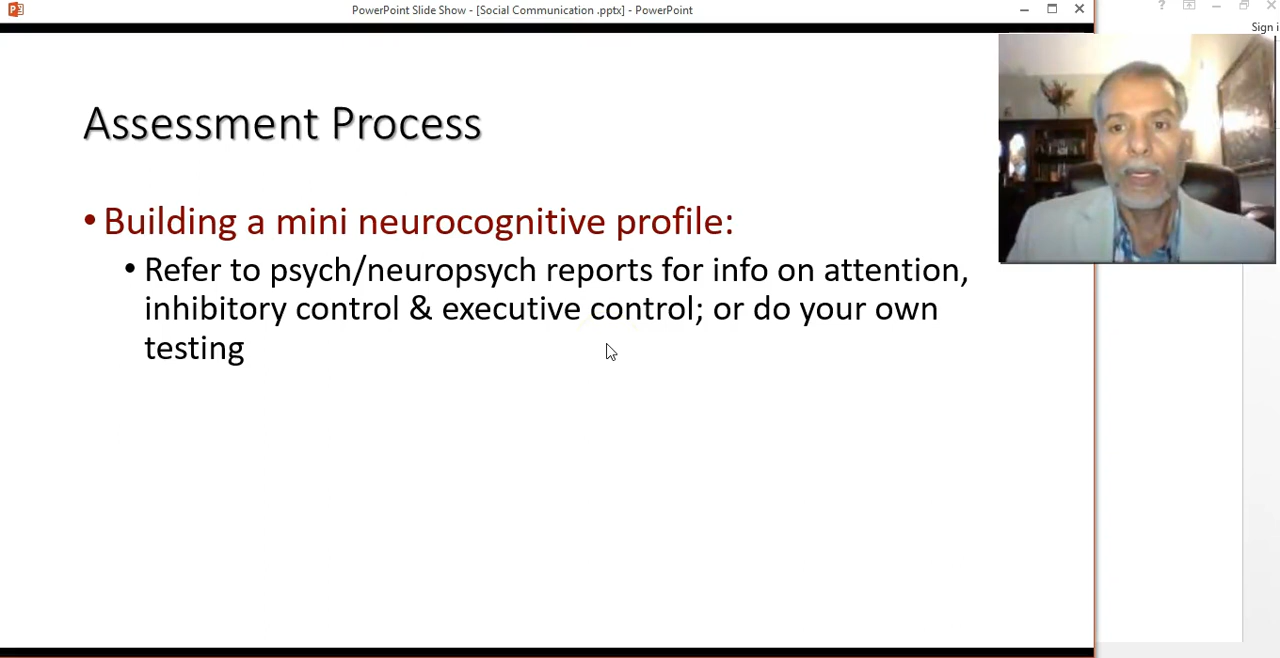 PowerPoint Slide Show - [Social Communication .pptx] - PowerPoint
Sign i
Assessment Process
• Building a mini neurocognitive profile:
• Refer to psych/neuropsych reports for info on attention,
inhibitory control & executive control; or do your own
testing